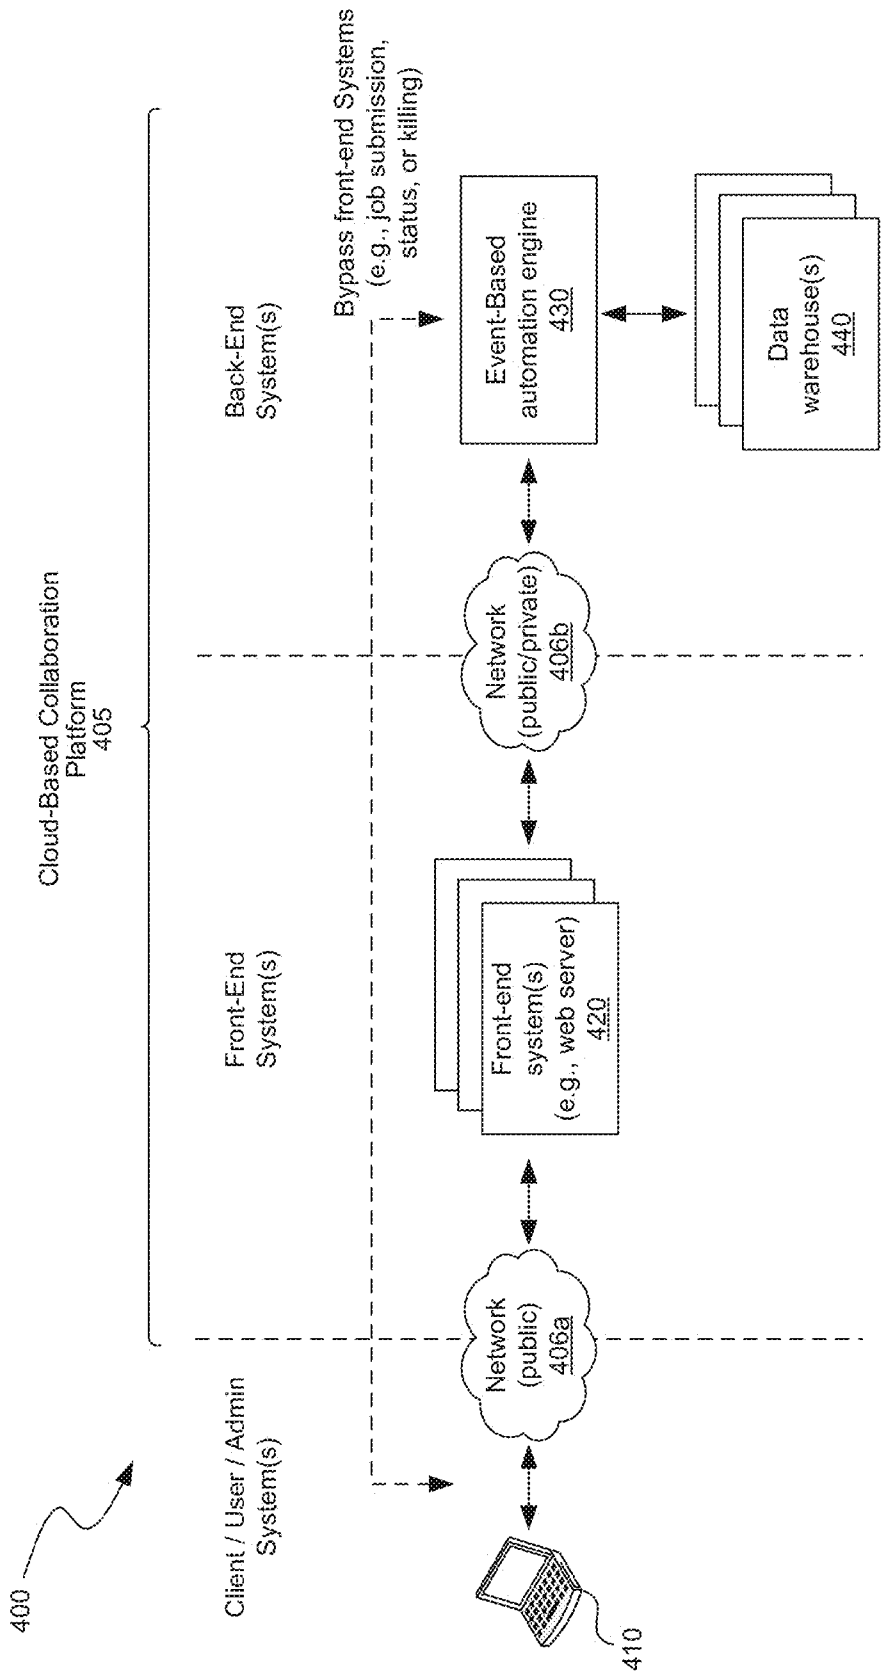 400
Cloud-Based Collaboration
Platform
405
Client / User / Admin
System(s)
Front-End
System(s)
Back-End
System(s)
Bypass front-end Systems
(e.g., job submission,
status, or killing)
410
Network
(public)
406a
Front-end
system(s)
(e.g., web server)
420
Network
(public/private)
406b
Event-Based
automation engine
430
Data
warehouse(s)
440